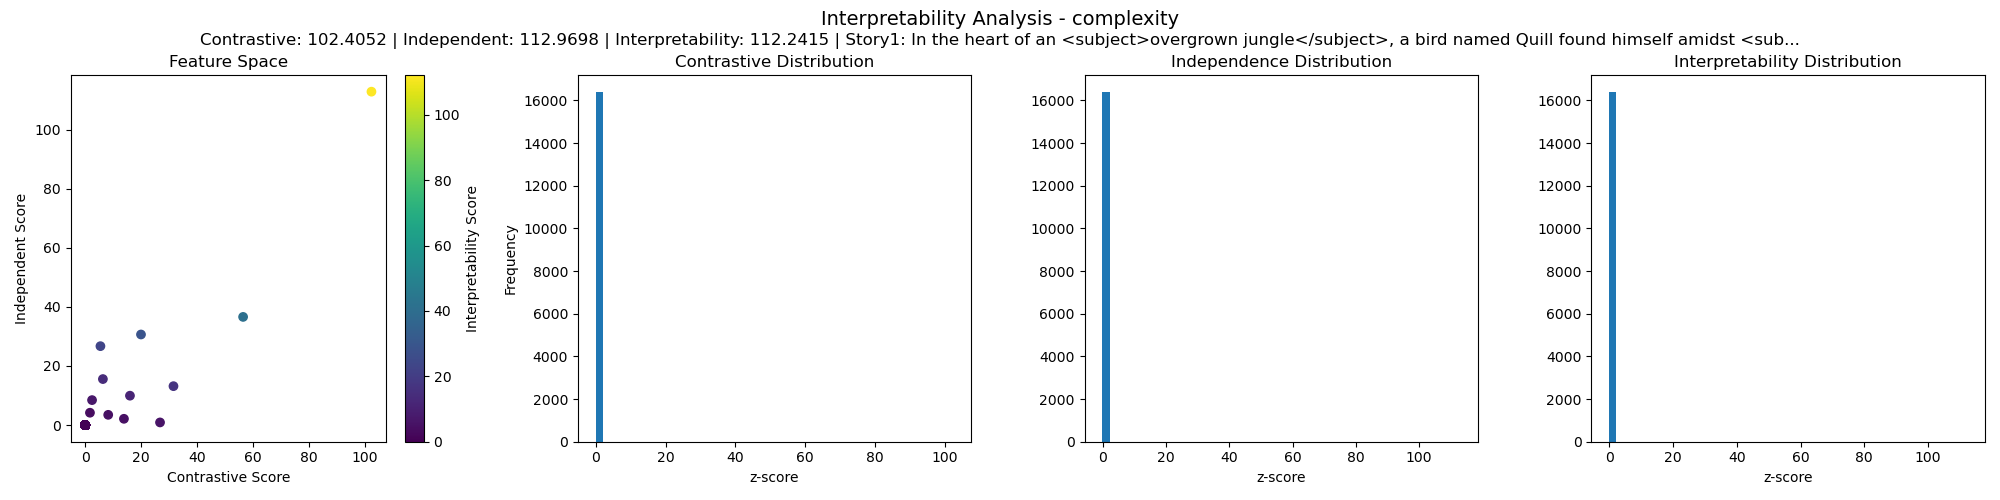 Interpretability Analysis - complexity
Contrastive: 102.4052 | Independent: 112.9698 | Interpretability: 112.2415 | Story1: In the heart of an <subject>overgrown jungle</subject>, a bird named Quill found himself amidst <sub...
Feature Space
Independent Score
100
80
60
40
20
0
0 20 40 60 80 100
Contrastive Score
100
80
60
40
20
0
Interpretability Score
Contrastive Distribution
Frequency
16000
14000
12000
10000
8000
6000
4000
2000
0
0 20 40 60 80 100
z-score
Independence Distribution
16000
14000
12000
10000
8000
6000
4000
2000
0
0 20 40 60 80 100
z-score
Interpretability Distribution
16000
14000
12000
10000
8000
6000
4000
2000
0
0 20 40 60 80 100
z-score